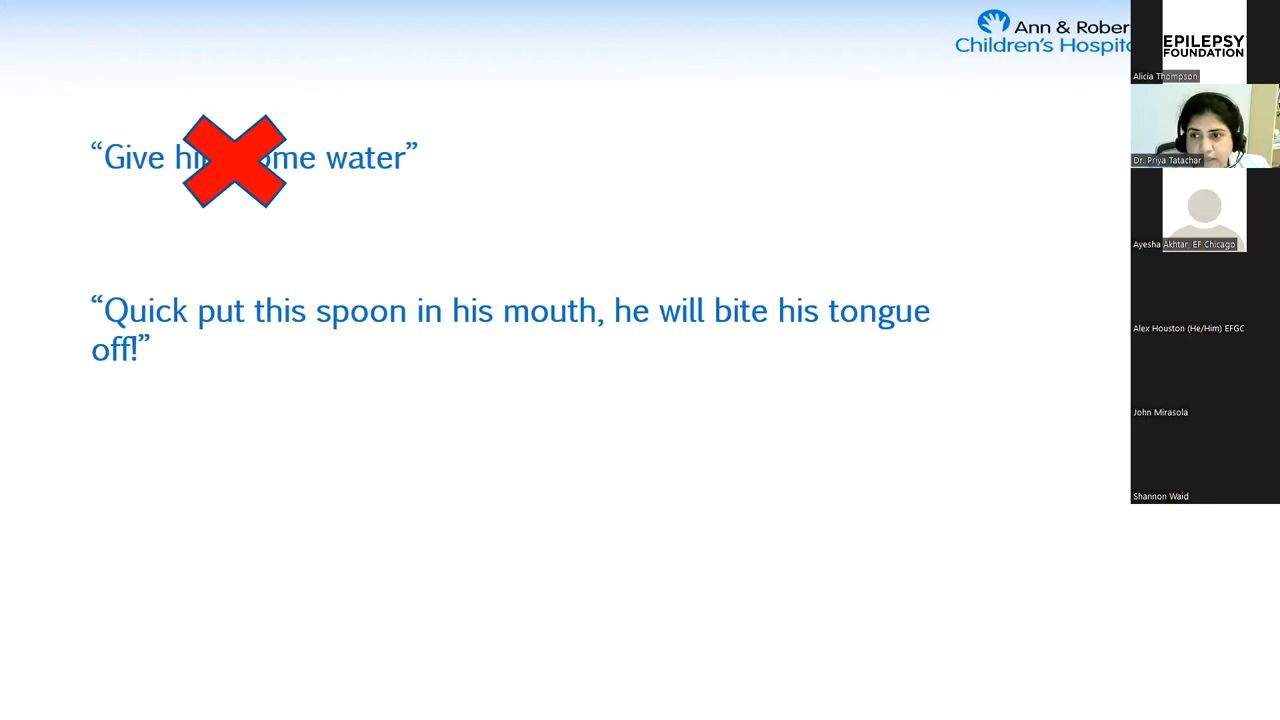 Ann & Rober
Children's Hospit
EPILEPSY
FOUNDATION
Alicia Thompson
“Give some water”
Dr. Priya Tatachar
Ayesha Akhtar, EF Chicago
“Quick put this spoon in his mouth, he will bite his tongue
off!”
Alex Houston (He/Him) EFGC
John Mirasola
Shannon Waid